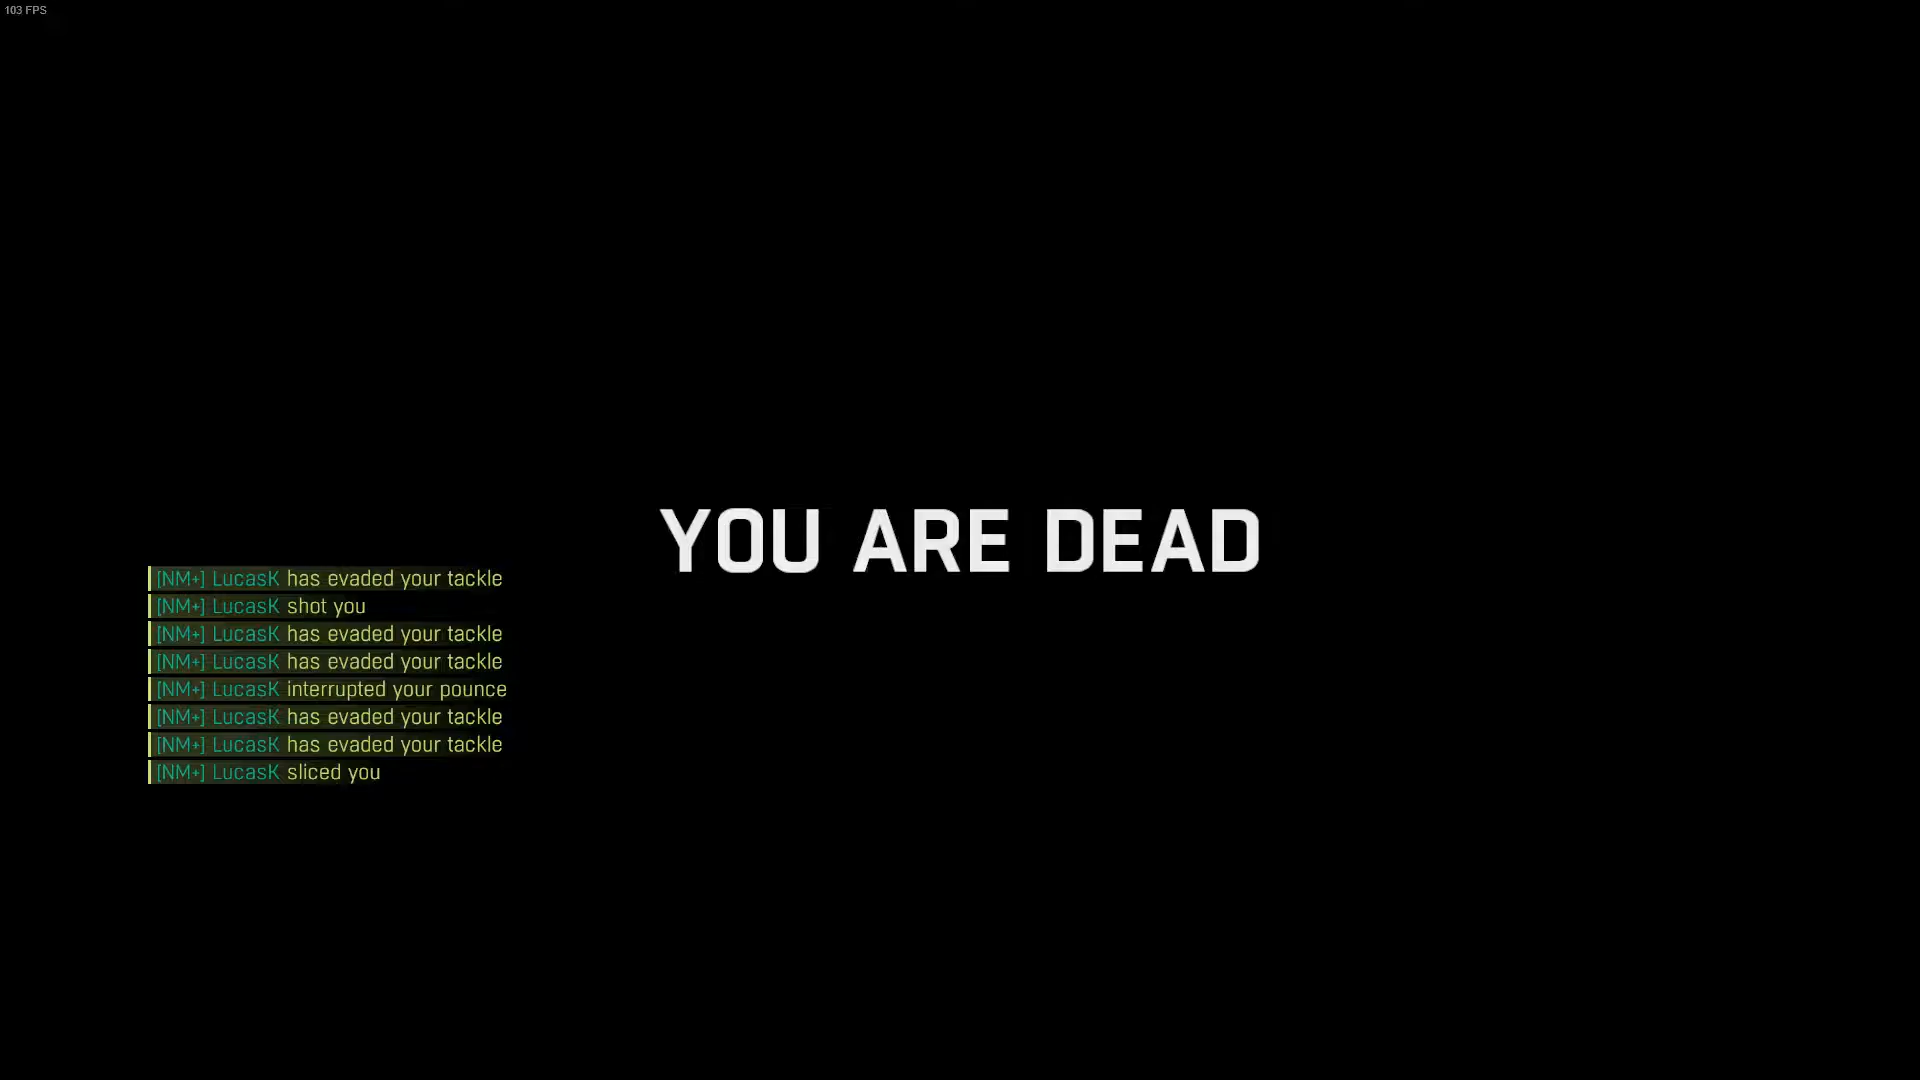 103 FPS
YOU ARE DEAD
[NM+] LucasK has evaded your tackle
[NM+] LucasK shot you
[NM+] LucasK has evaded your tackle
[NM+] LucasK has evaded your tackle
[NM+] LucasK interrupted your pounce
[NM+] LucasK has evaded your tackle
[NM+] LucasK has evaded your tackle
[NM+] LucasK sliced you